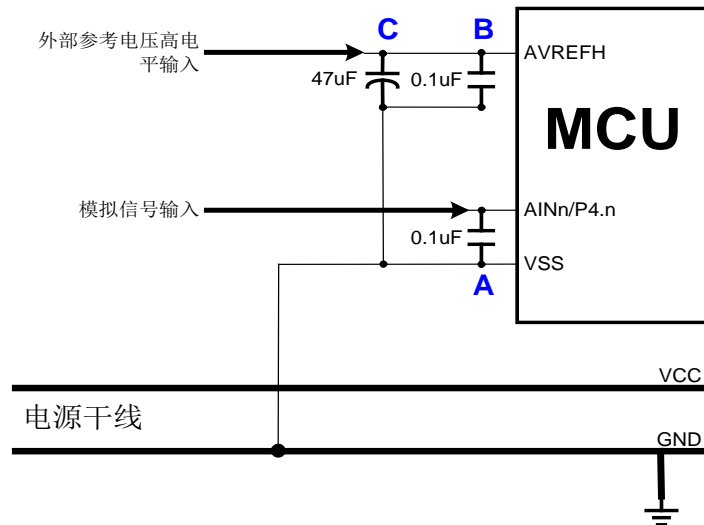 C
B
外部参考电压高电
平输入
AVREFH
47uF
0.1uF
MCU
模拟信号输入
AINn/P4.n
0.1uF
VSS
A
VCC
电源干线
GND